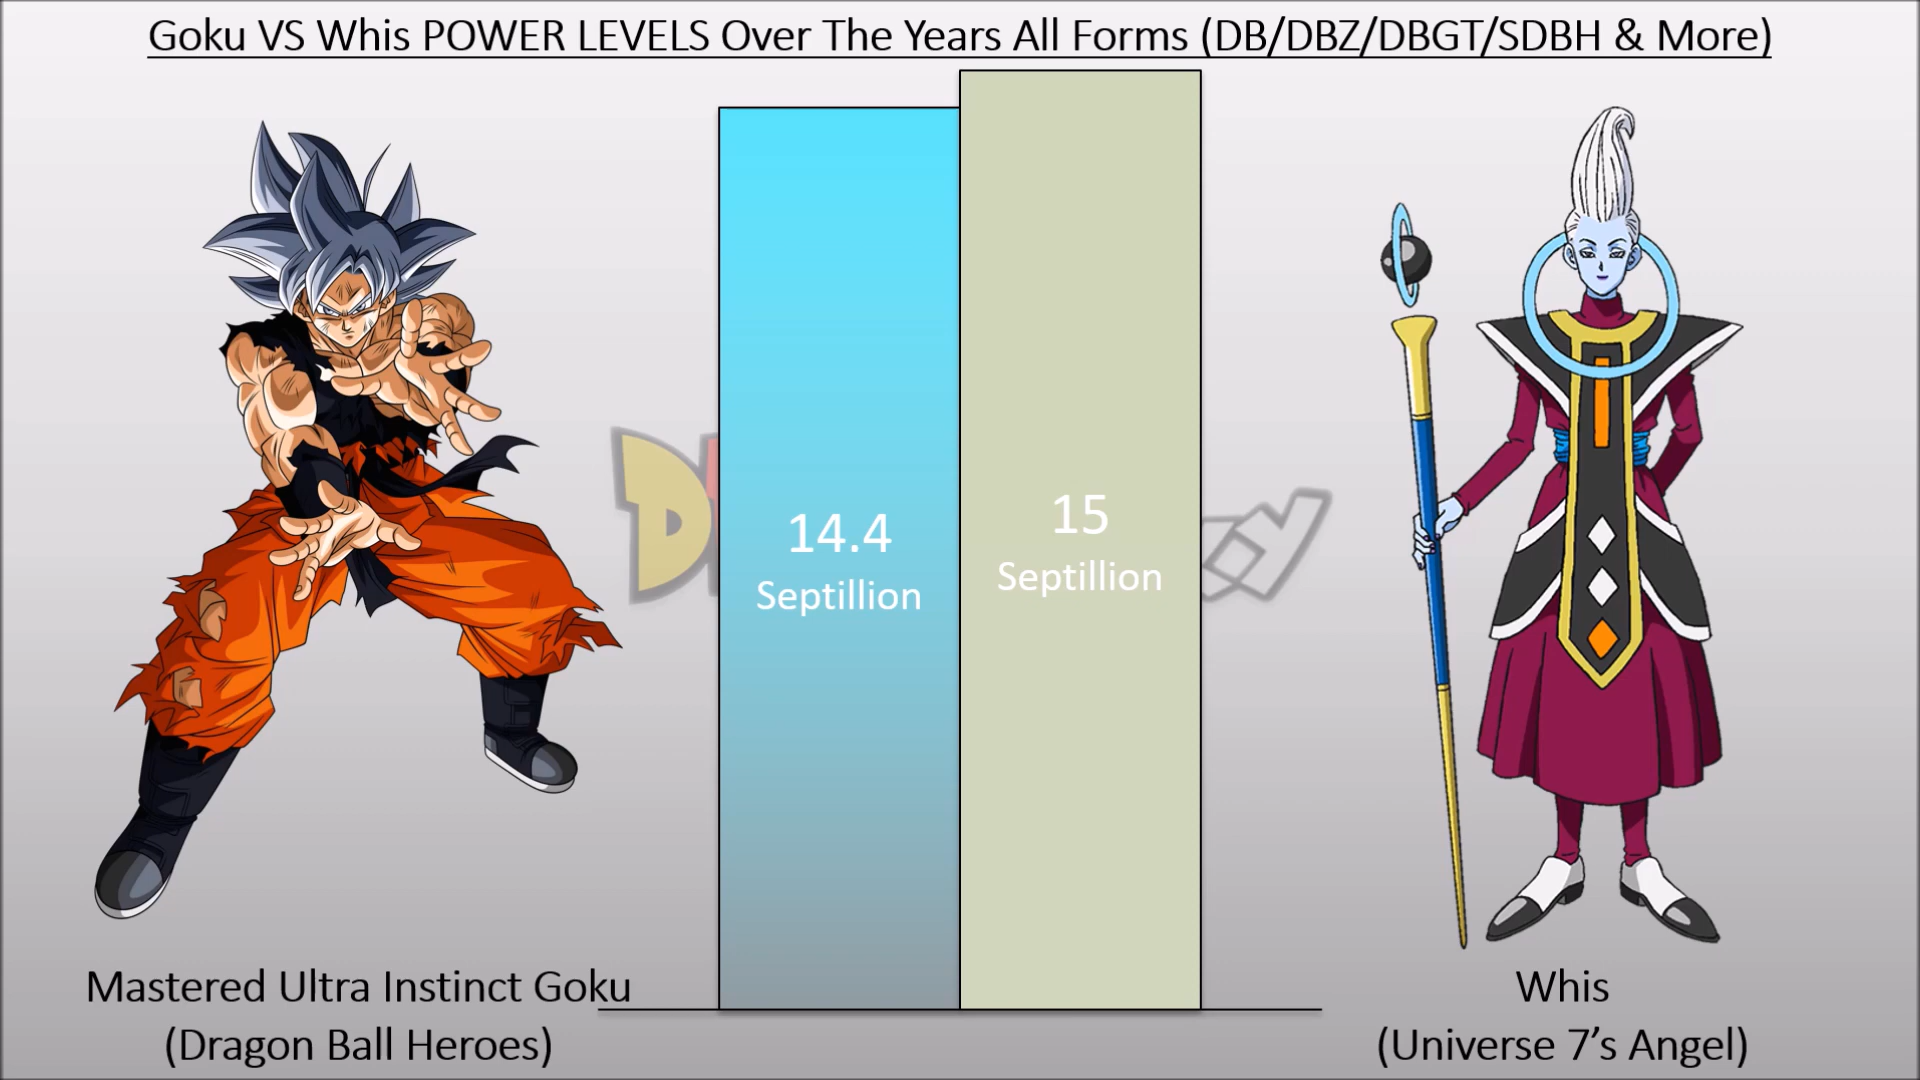 Goku VS Whis POWER LEVELS Over The Years All Forms (DB/DBZ/DBGT/SDBH & More)
14.4
Septillion
15
Septillion
Mastered Ultra Instinct Goku
(Dragon Ball Heroes)
Whis
(Universe 7’s Angel)